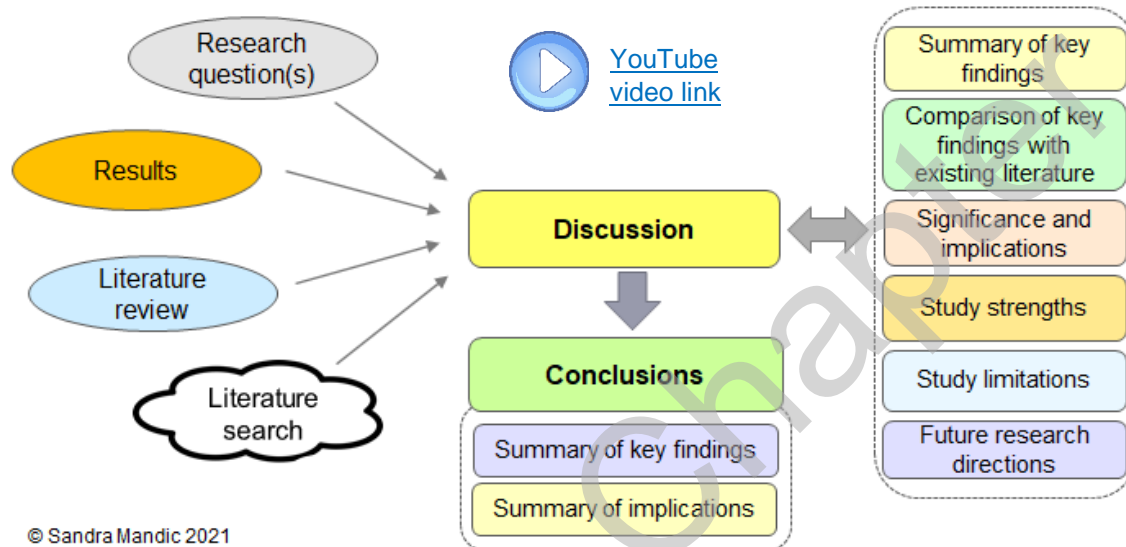 Research
question(s)
Results
Literature
review
Literature
search
YouTube
video link
Discussion
Conclusions
Summary of key findings
Summary of implications
Summary of key
findings
Comparison of key
findings with
existing literature
Significance and
implications
Study strengths
Study limitations
Future research
directions
Chapter
© Sandra Mandic 2021